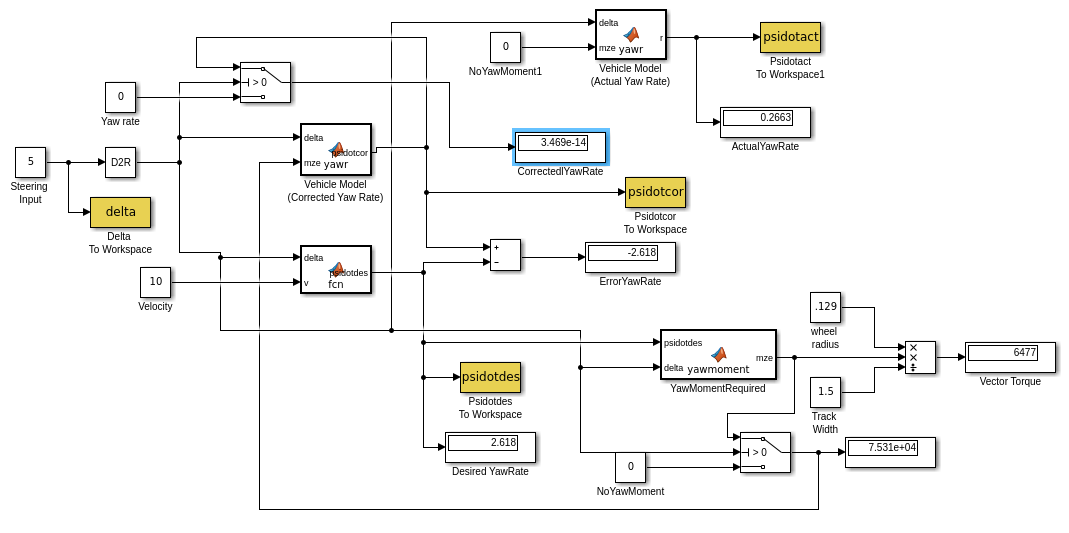 delta
mze
yawr
r
Vehicle Model
(Actual Yaw Rate)
0
NoYawMoment1
psidotact
Psidotact
To Workspace1
0.2663
ActualYawRate
> 0
0
Yaw rate
delta
mze
psidotcor
yawr
Vehicle Model
(Corrected Yaw Rate)
3.469e-14
CorrectedlYawRate
5
Steering
Input
D2R
delta
Delta
To Workspace
psidotcor
Psidotcor
To Workspace
+
−
-2.618
ErrorYawRate
10
Velocity
delta
v
psidotdes
fcn
.129
wheel
radius
psidotdes
delta
mze
yawmoment
YawMomentRequired
×
×
÷
6477
Vector Torque
1.5
Track
Width
psidotdes
Psidotdes
To Workspace
2.618
Desired YawRate
> 0
0
NoYawMoment
7.531e+04